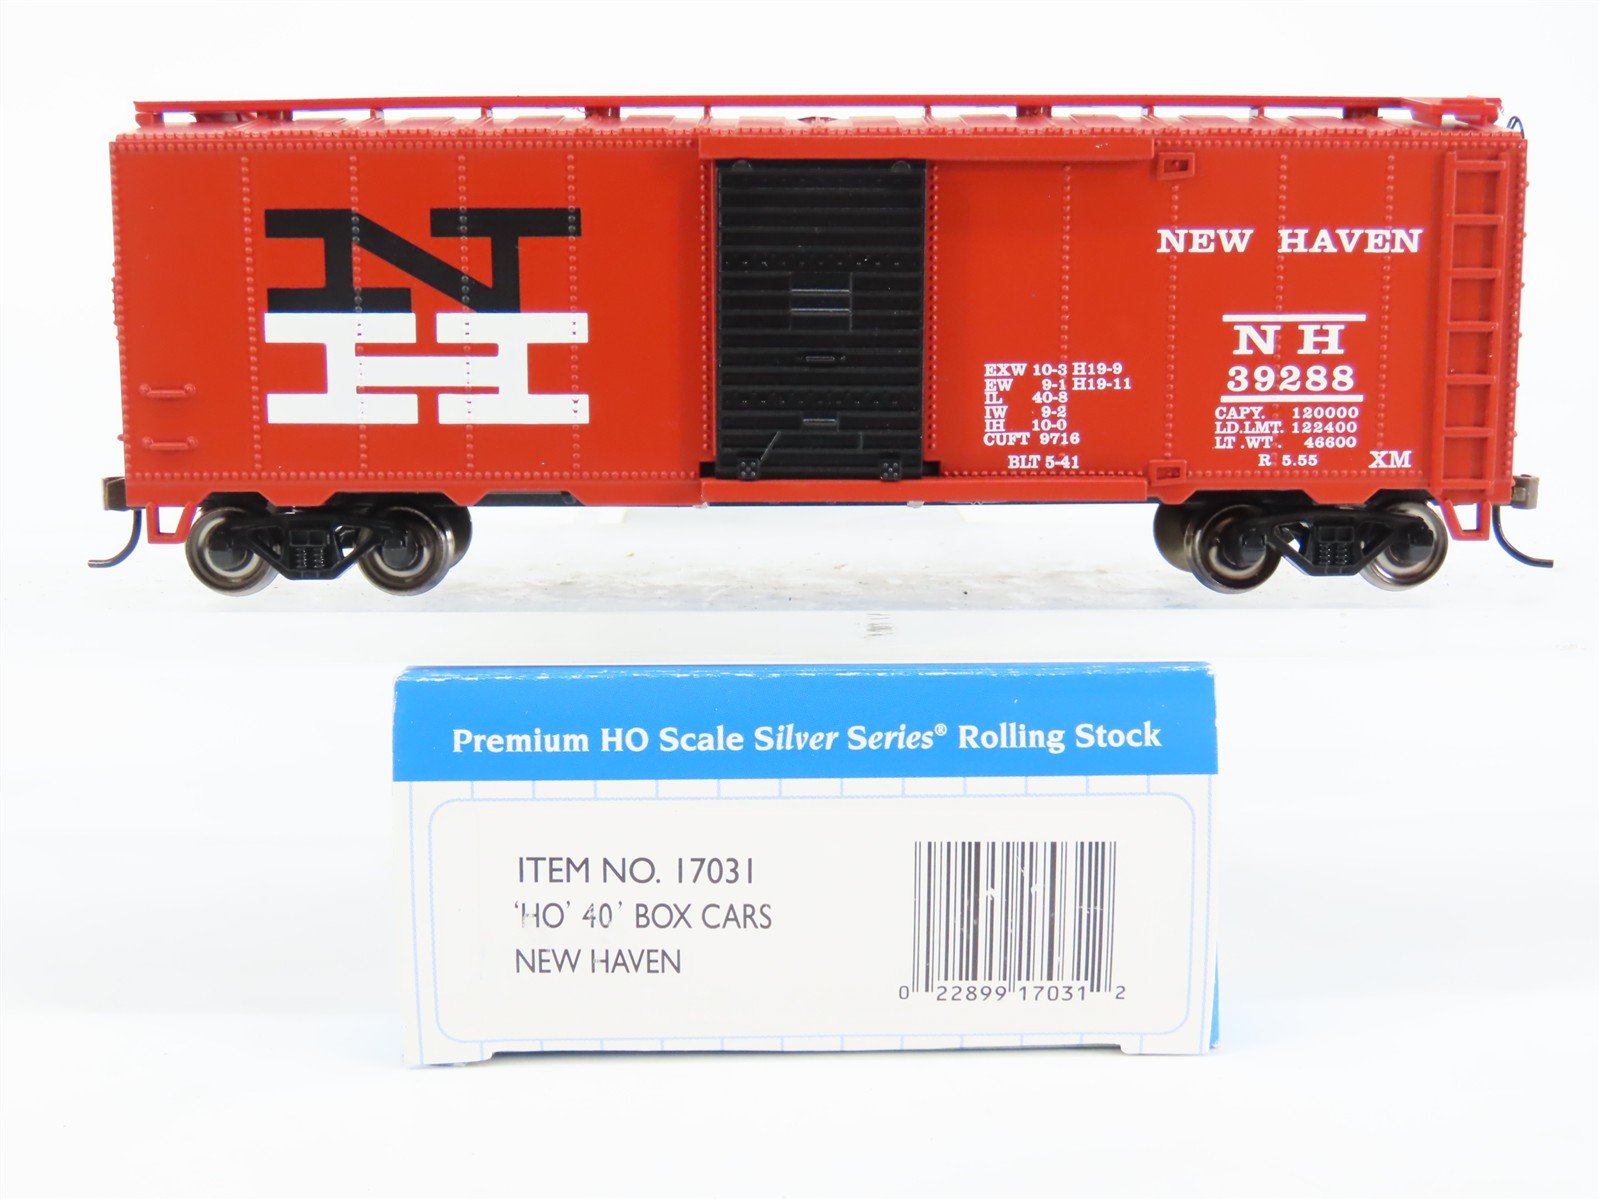 N
H
NEW HAVEN
NH
39288
CAPY. 120000
LD.LMT. 122400
LT.WT. 46600
R 5.55 XM
EXW 10-3 H19-9
EW 9-1 H19-11
IL 40-8
IW 9-2
IH 10-0
CUFT 9716
BLT 5-41
Premium HO Scale Silver Series® Rolling Stock
ITEM NO. 17031
'HO' 40' BOX CARS
NEW HAVEN
0 22899 17031 2